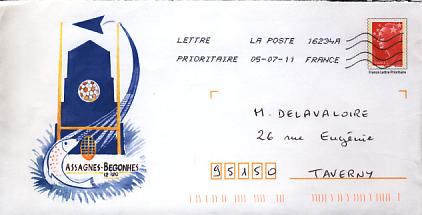 LETTRE LA POSTE 16234A
PRIORITAIRE 05-07-11 FRANCE
France Lettre Prioritaire
M. DELAVALOIRE
26 rue Eugénie
95150
TAVERNY
ASSAGNES-BEGONHES